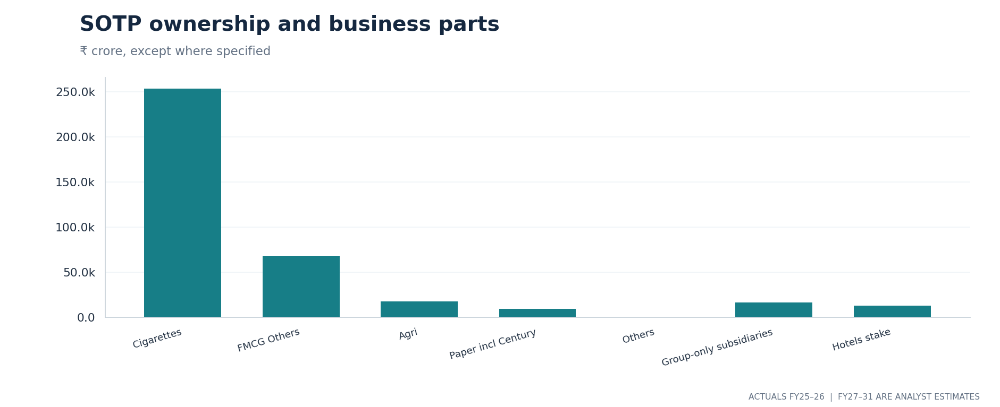 SOTP ownership and business parts
₹ crore, except where specified
250.0k
200.0k
150.0k
100.0k
50.0k
0.0
Cigarettes
FMCG Others
Agri
Paper incl Century
Others
Group-only subsidiaries
Hotels stake
ACTUALS FY25–26 | FY27–31 ARE ANALYST ESTIMATES